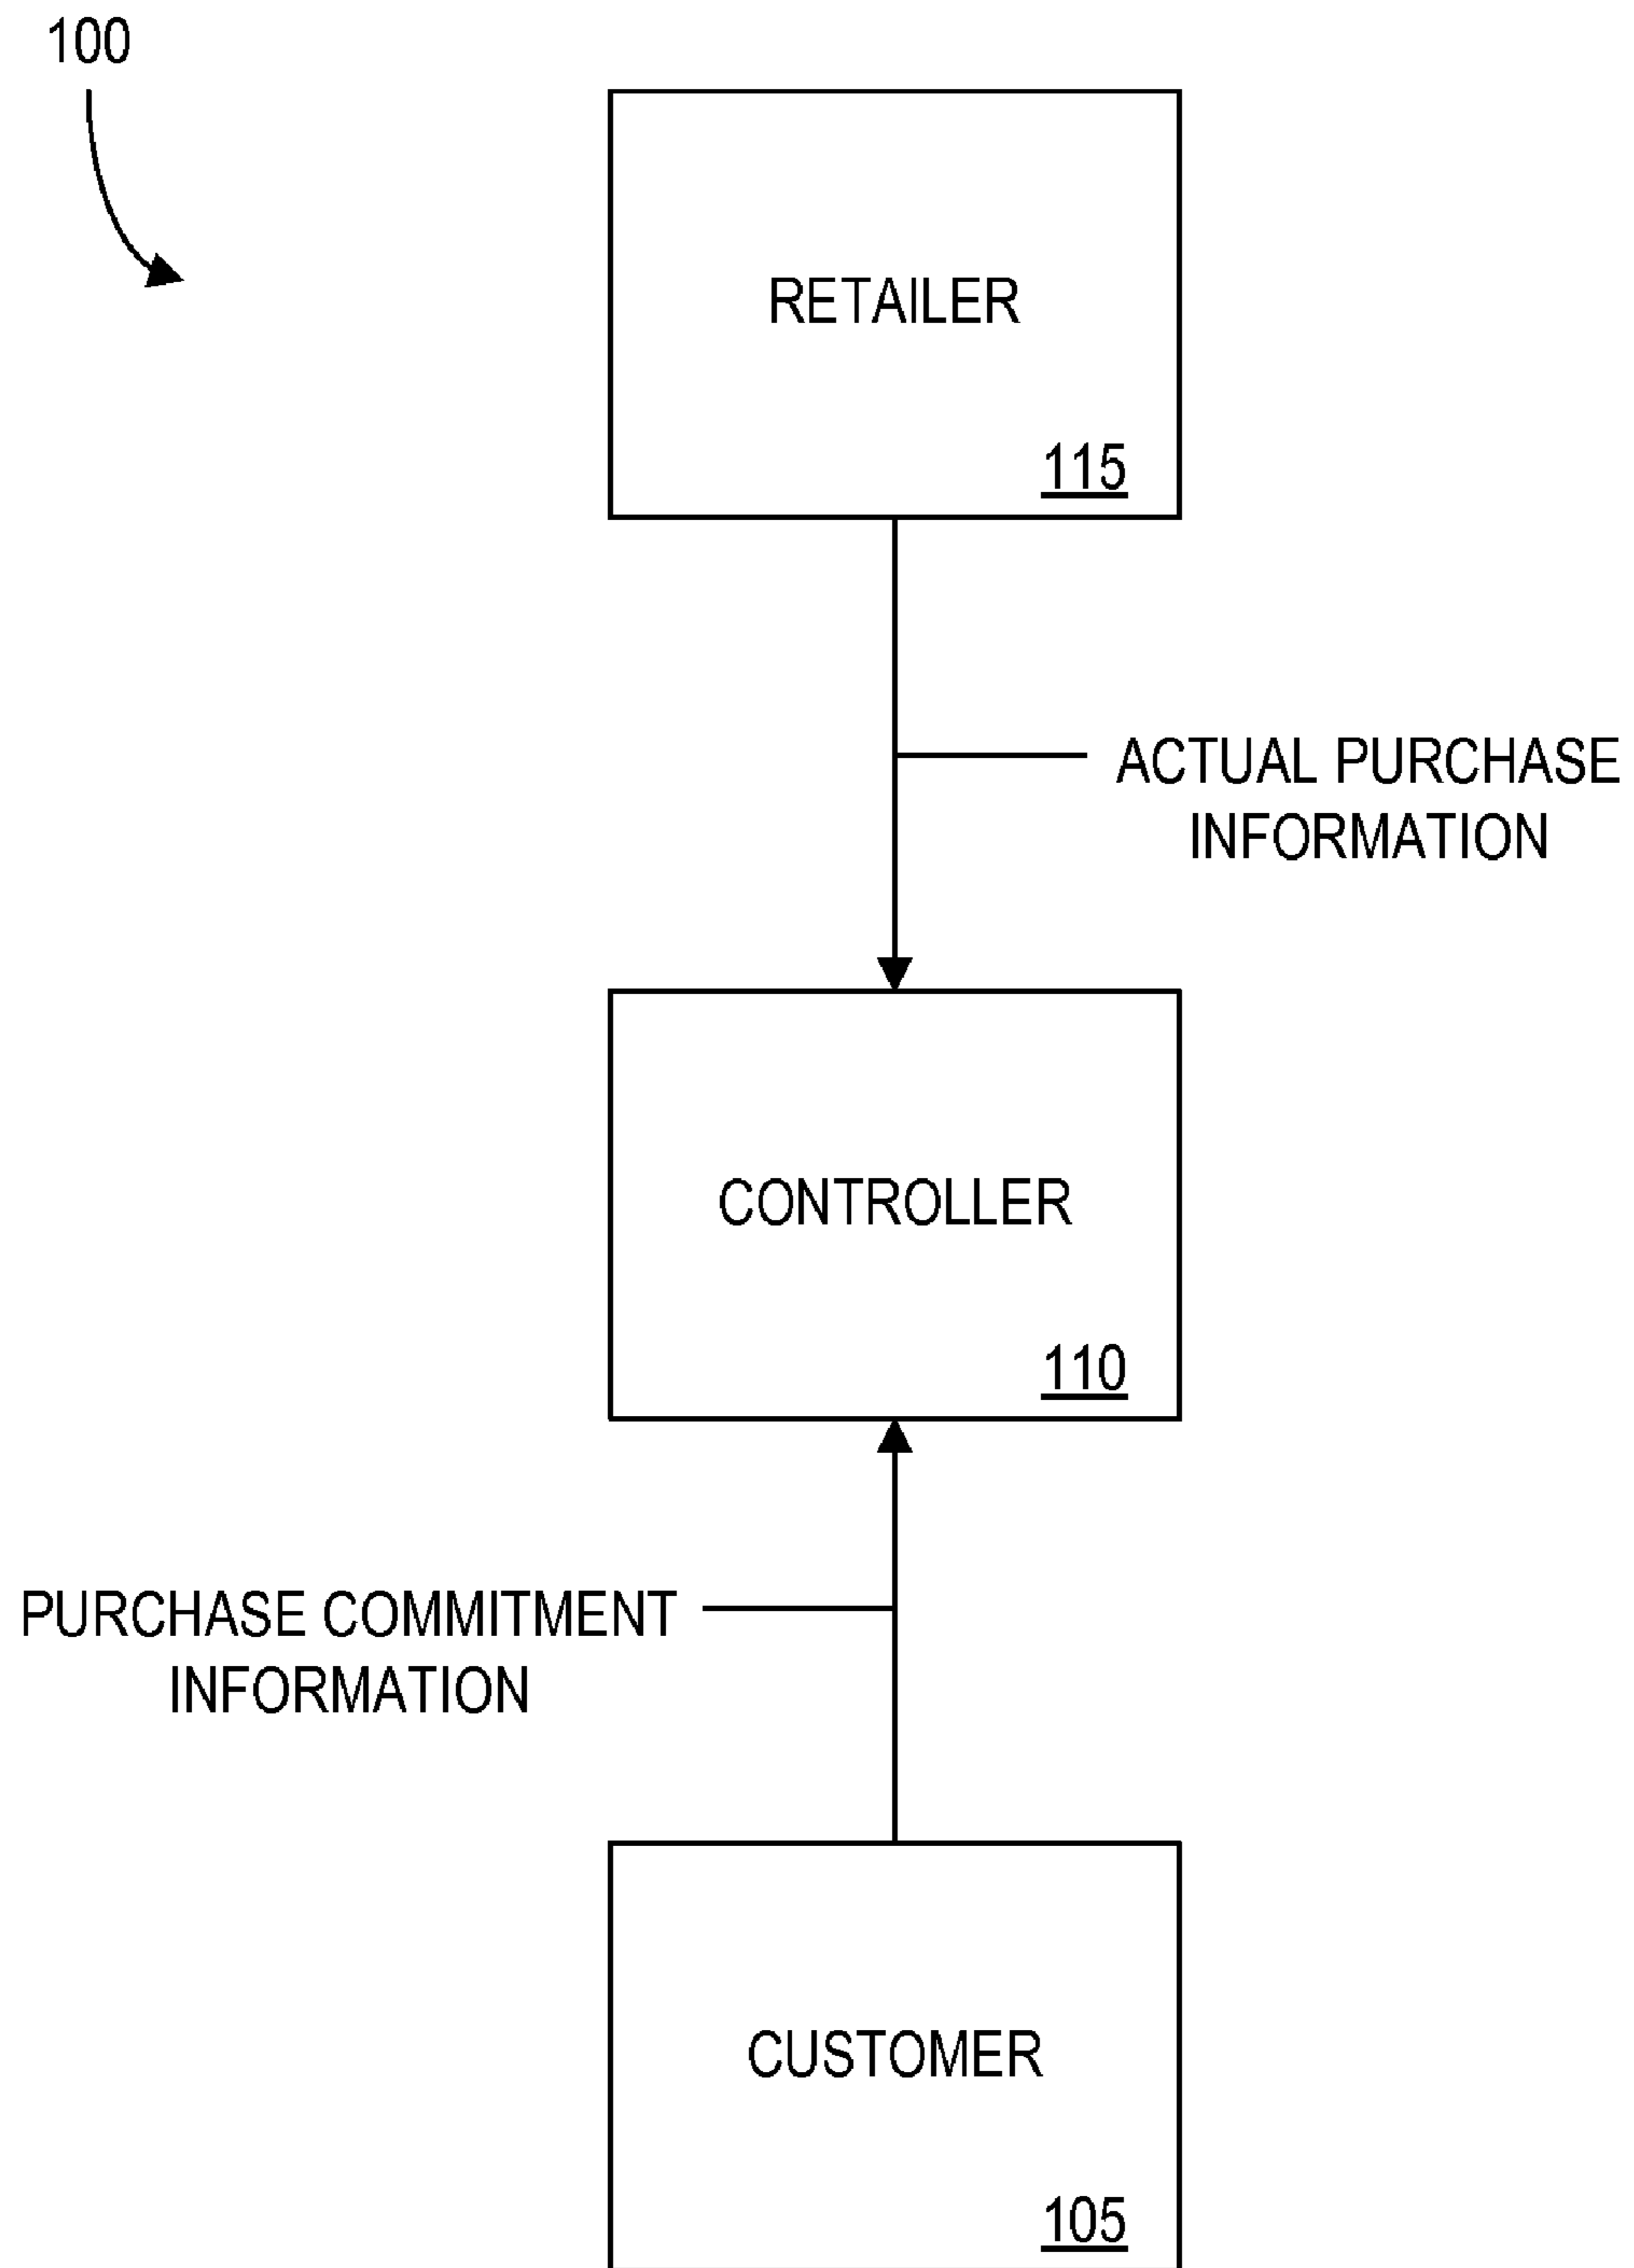 100
RETAILER
115
ACTUAL PURCHASE
INFORMATION
CONTROLLER
110
PURCHASE COMMITMENT
INFORMATION
CUSTOMER
105